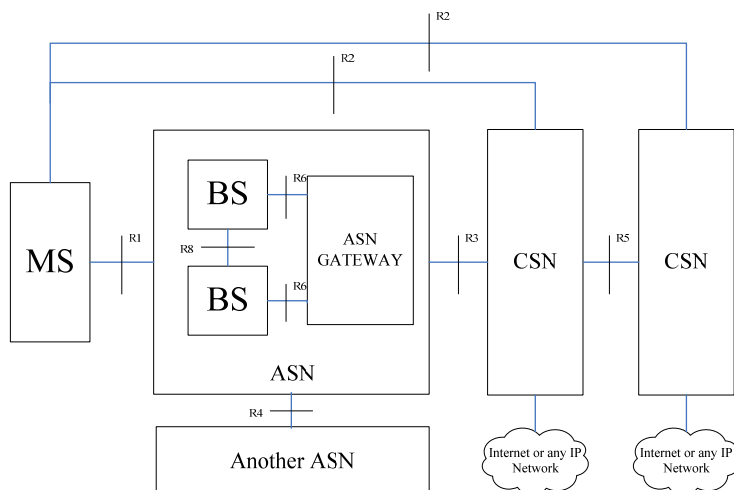 R2
R2
BS
R6
R1
MS
R8
ASN
GATEWAY
R3
CSN
R5
CSN
BS
R6
ASN
R4
Another ASN
Internet or any IP
Network
Internet or any IP
Network